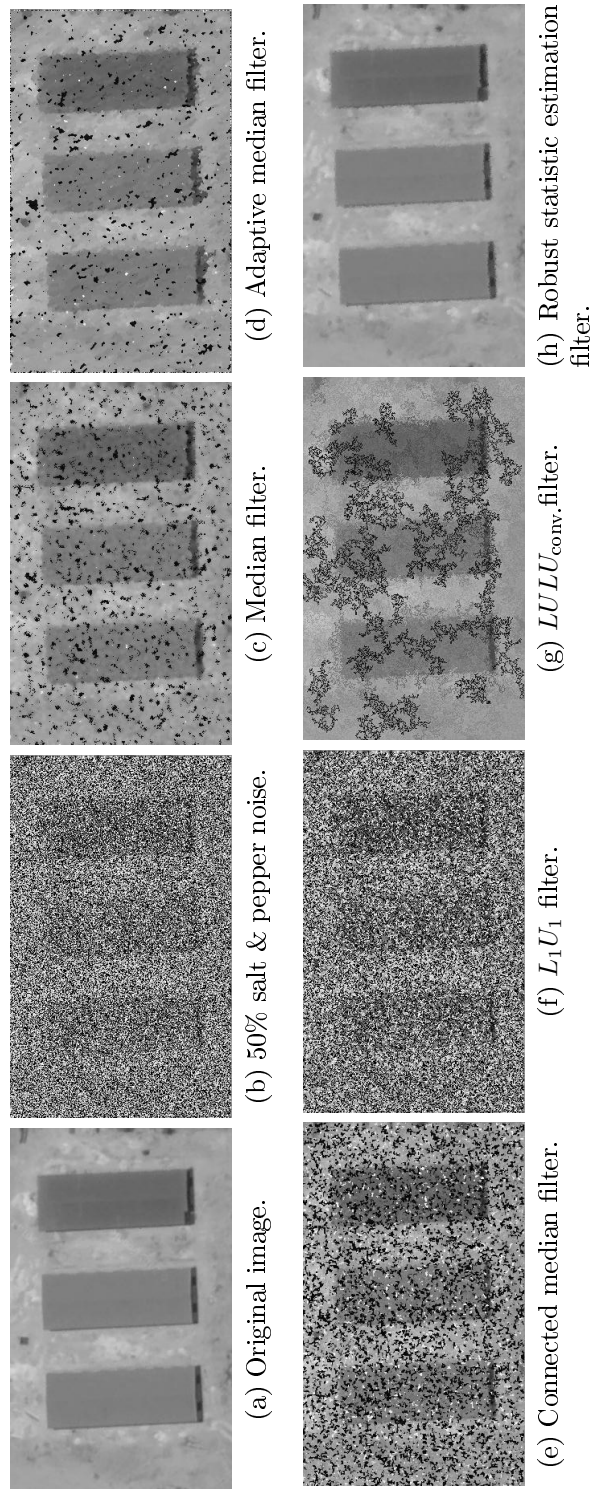 (a) Original image.
(b) 50% salt & pepper noise.
(c) Median filter.
(d) Adaptive median filter.
(e) Connected median filter.
(f) L₁U₁ filter.
(g) LULU_conv. filter.
(h) Robust statistic estimation
filter.